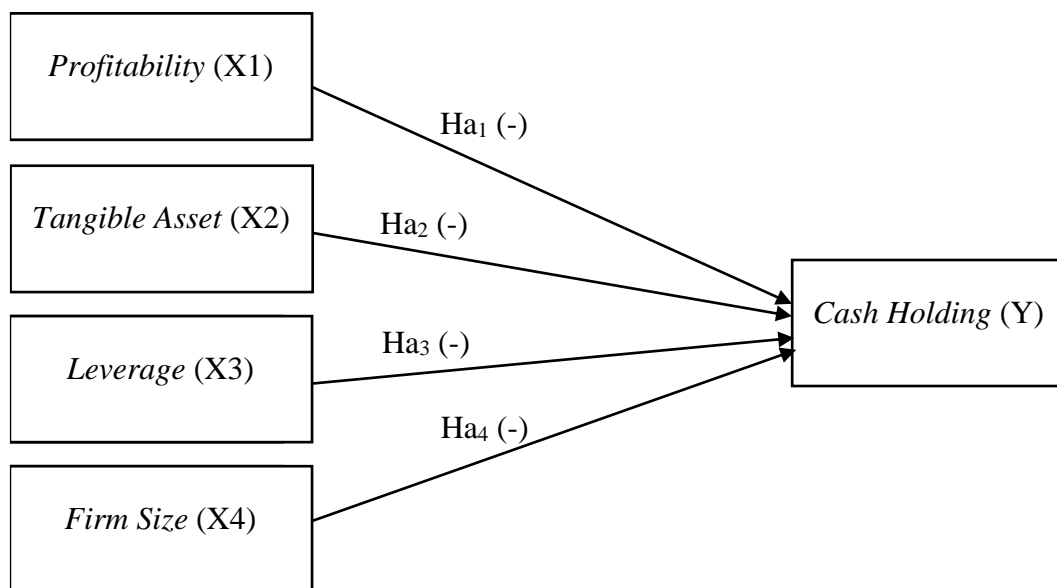 Profitability (X1)
Ha₁ (-)
Tangible Asset (X2)
Ha₂ (-)
Cash Holding (Y)
Ha₃ (-)
Leverage (X3)
Ha₄ (-)
Firm Size (X4)